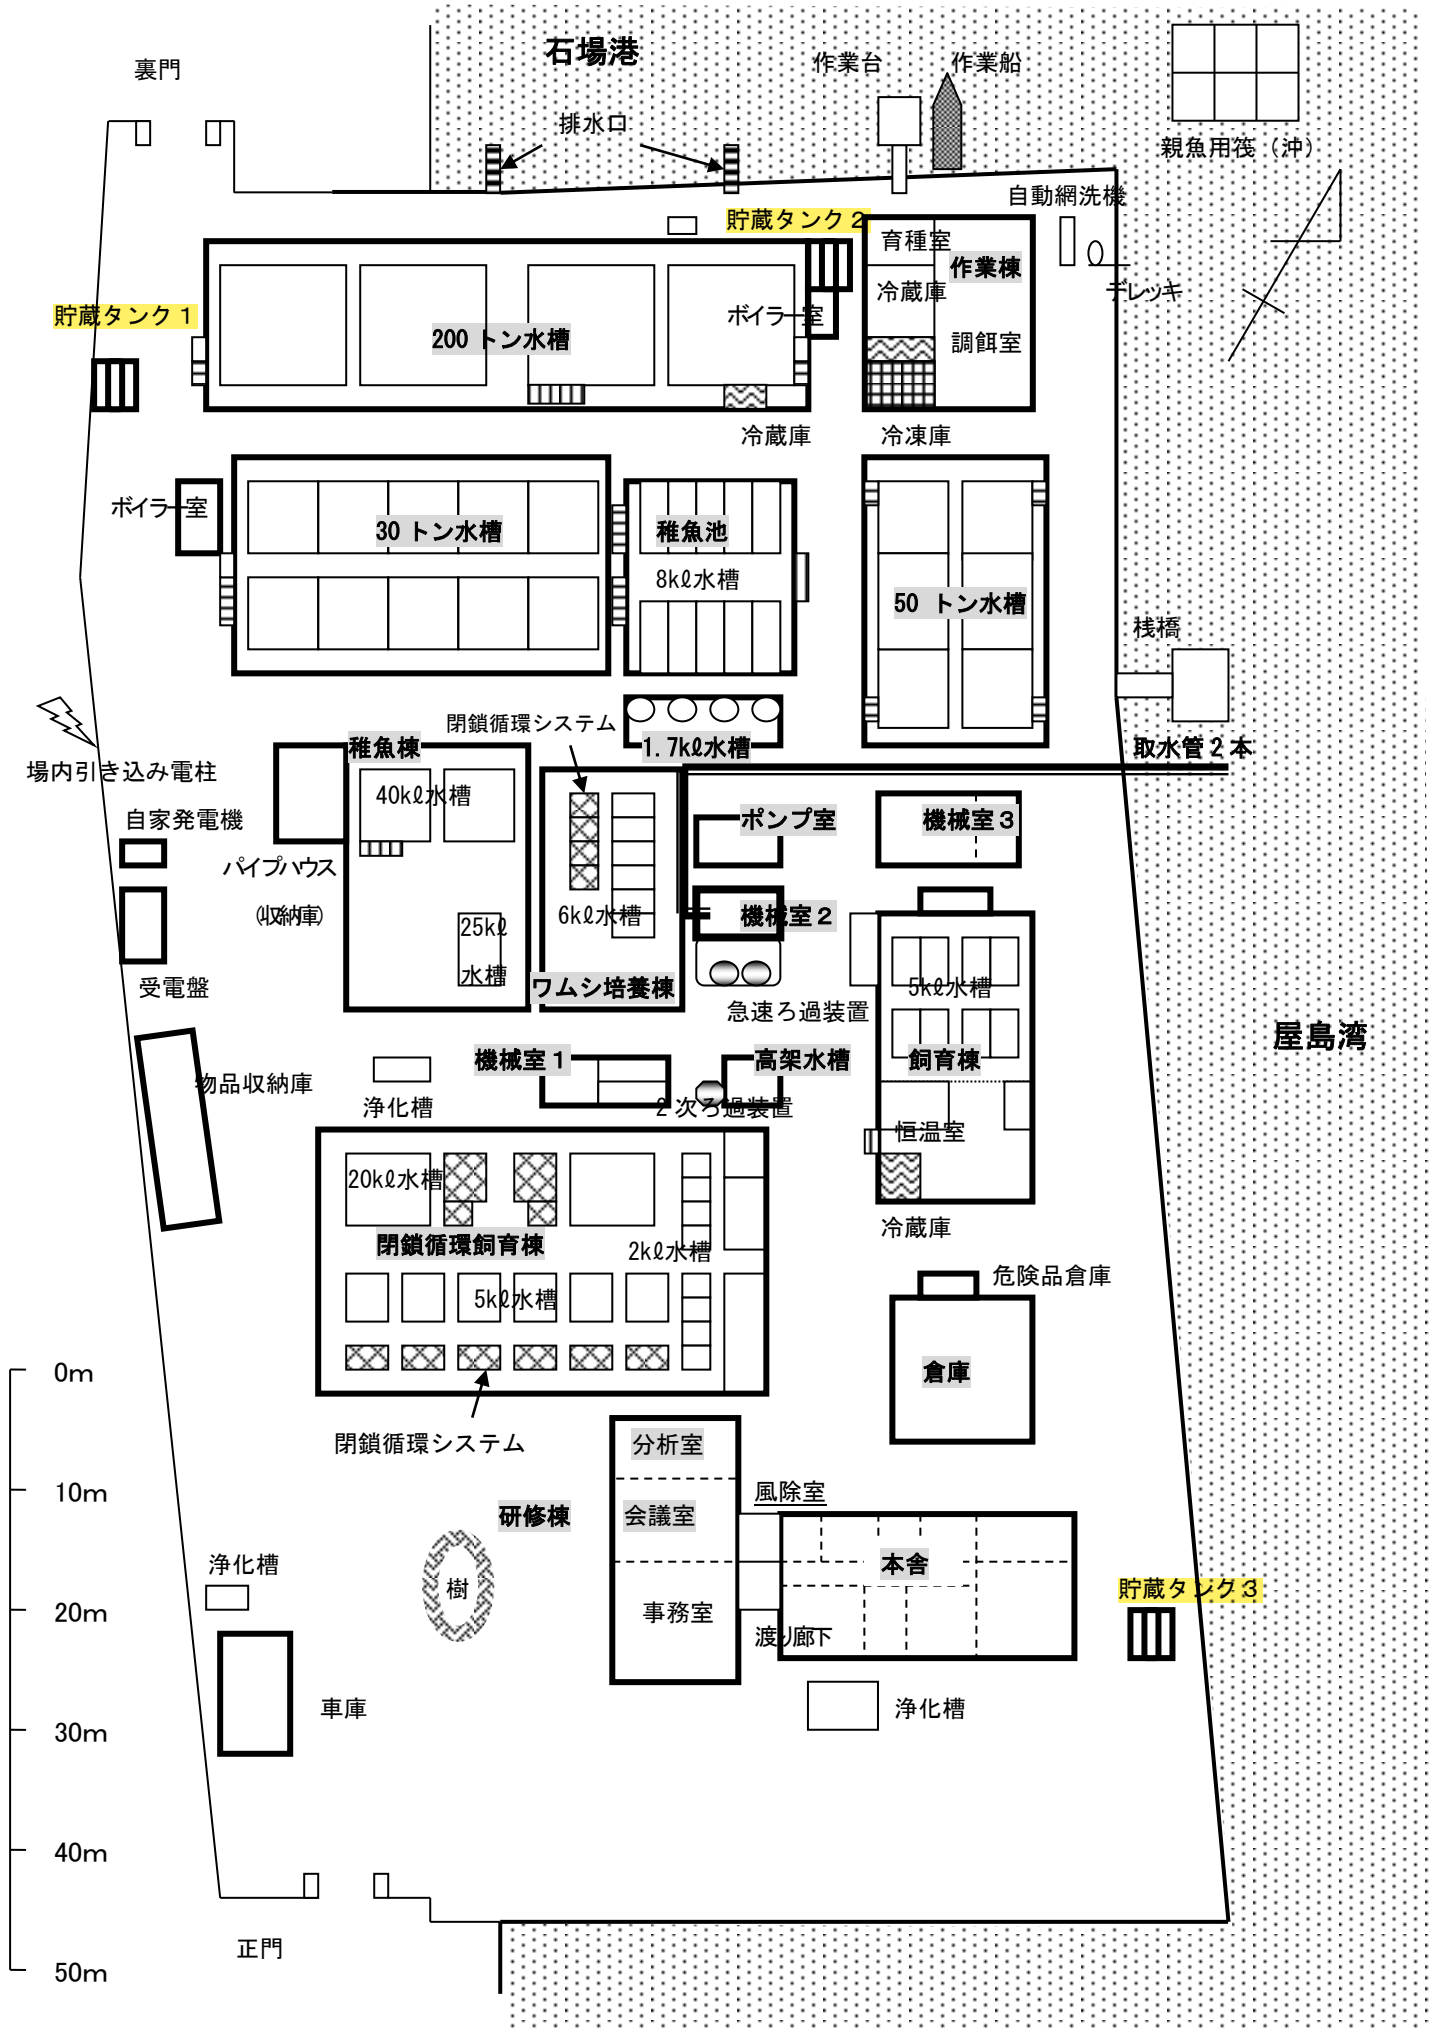 石場港
作業台
作業船
裏門
排水口
親魚用筏（沖）
自動網洗機
貯蔵タンク２
育種室
作業棟
冷蔵庫
デレッキ
貯蔵タンク１
ボイラー室
200 トン水槽
調餌室
冷蔵庫
冷凍庫
ボイラー室
30 トン水槽
稚魚池
8kℓ水槽
50 トン水槽
桟橋
閉鎖循環システム
稚魚棟
1.7kℓ水槽
取水管２本
場内引き込み電柱
40kℓ水槽
自家発電機
ポンプ室
機械室３
パイプハウス
（収納庫）
6kℓ水槽
機械室２
25kℓ
水槽
受電盤
ワムシ培養棟
5kℓ水槽
急速ろ過装置
屋島湾
機械室１
高架水槽
飼育棟
物品収納庫
浄化槽
２次ろ過装置
恒温室
20kℓ水槽
冷蔵庫
閉鎖循環飼育棟
2kℓ水槽
危険品倉庫
5kℓ水槽
0m
倉庫
閉鎖循環システム
分析室
10m
風除室
研修棟
会議室
浄化槽
本舎
樹
貯蔵タンク３
20m
事務室
渡り廊下
車庫
浄化槽
30m
40m
正門
50m